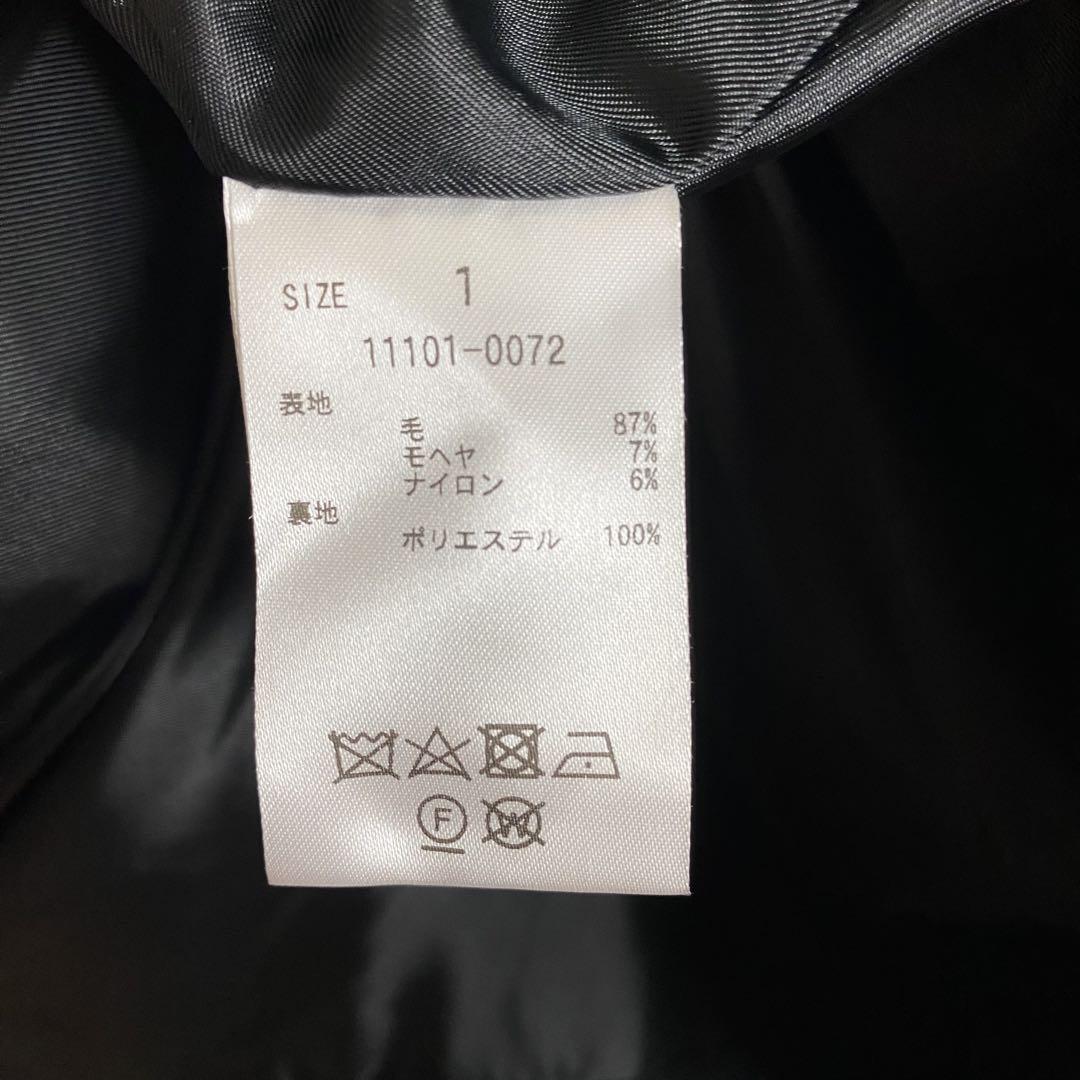 SIZE 1
11101-0072
表地
毛 87%
モヘヤ 7%
ナイロン 6%
裏地
ポリエステル 100%
F W